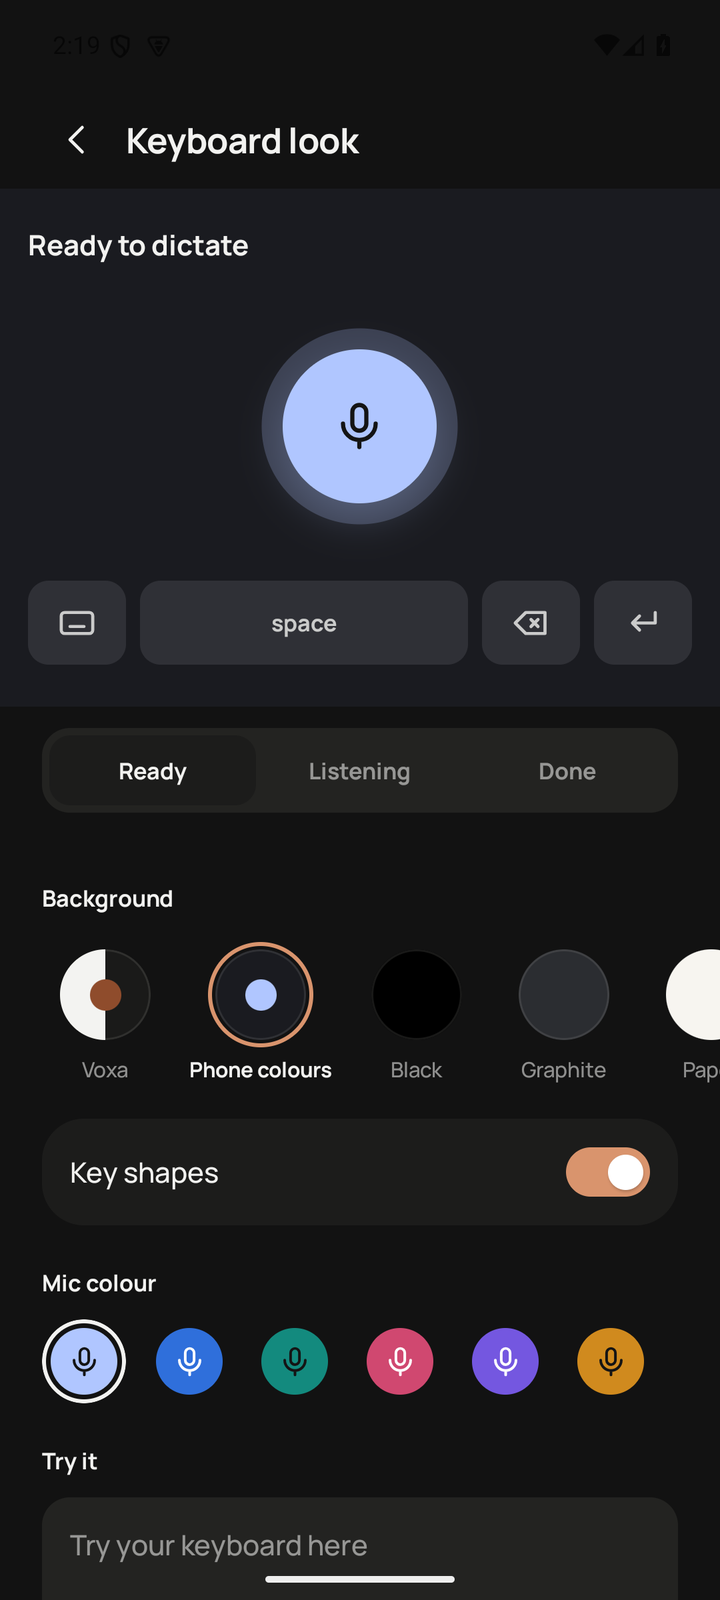 2:19
Keyboard look
Ready to dictate
space
Ready Listening Done
Background
Voxa Phone colours Black Graphite Pap
Key shapes
Mic colour
Try it
Try your keyboard here